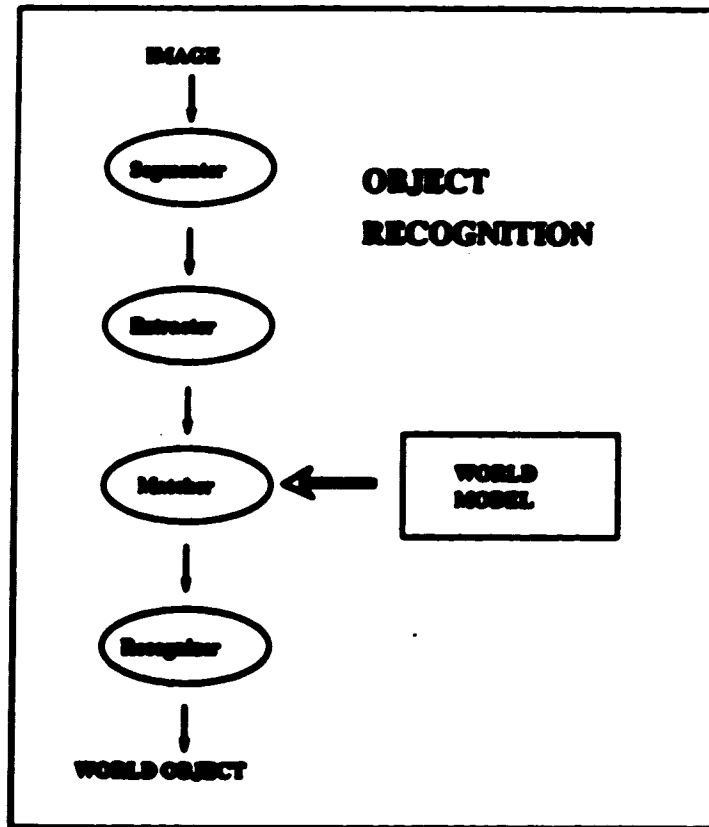 IMAGE
Segmenter
OBJECT
RECOGNITION
Extractor
Matcher
WORLD
MODEL
Recognizer
WORLD OBJECT